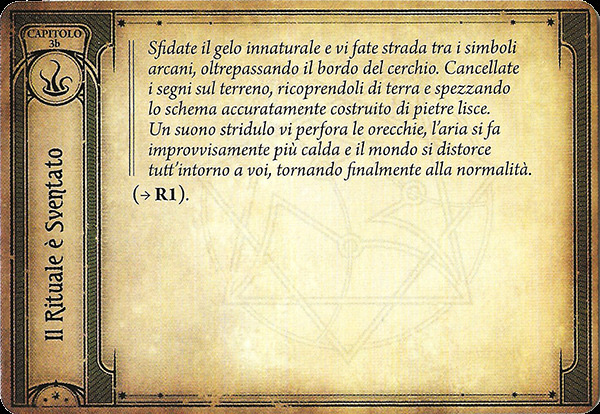 CAPITOLO
3b
Il Rituale è Sventato
Sfidate il gelo innaturale e vi fate strada tra i simboli
arcani, oltrepassando il bordo del cerchio. Cancellate
i segni sul terreno, ricoprendoli di terra e spezzando
lo schema accuratamente costruito di pietre lisce.
Un suono stridulo vi perfora le orecchie, l'aria si fa
improvvisamente più calda e il mondo si distorce
tutt'intorno a voi, tornando finalmente alla normalità.
(→ R1).